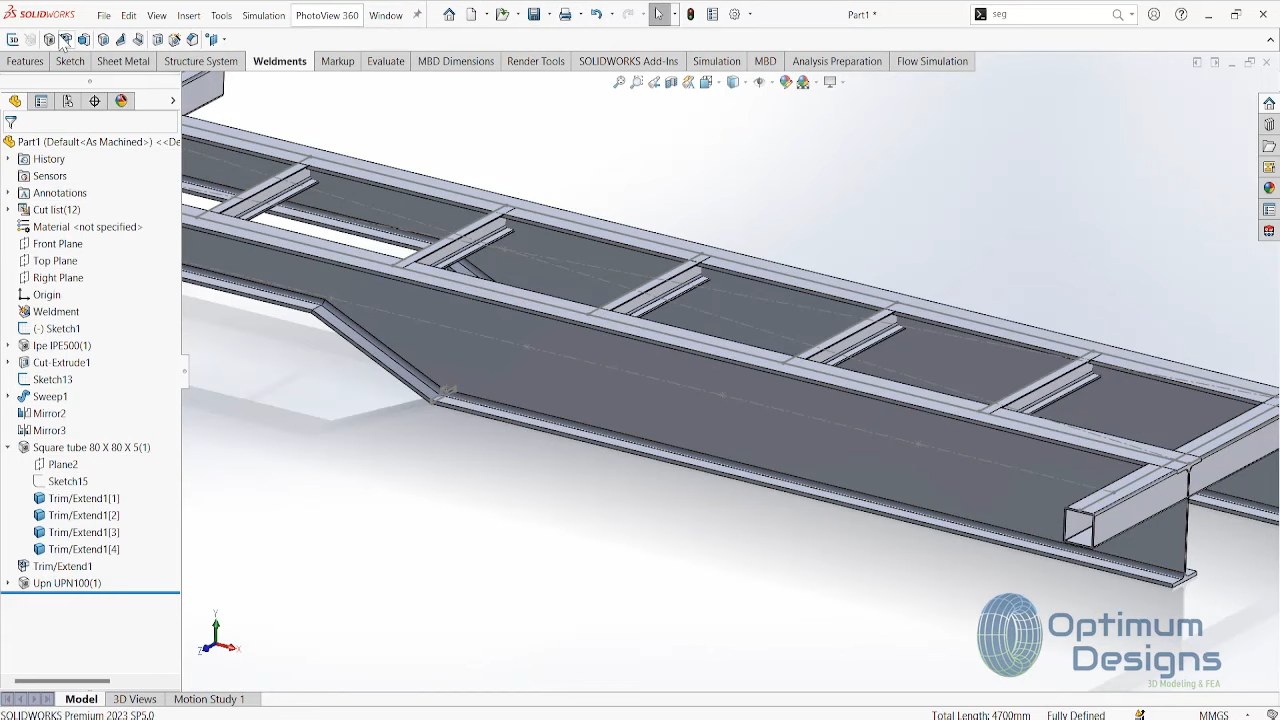 SOLIDWORKS File Edit View Insert Tools Simulation PhotoView 360 Window Part1 * seg
Features Sketch Sheet Metal Structure System Weldments Markup Evaluate MBD Dimensions Render Tools SOLIDWORKS Add-Ins Simulation MBD Analysis Preparation Flow Simulation
Part1 (Default<As Machined>) <<De
History
Sensors
Annotations
Cut list(12)
Material <not specified>
Front Plane
Top Plane
Right Plane
Origin
Weldment
(-) Sketch1
Ipe IPE500(1)
Cut-Extrude1
Sketch13
Sweep1
Mirror2
Mirror3
Square tube 80 X 80 X 5(1)
Plane2
Sketch15
Trim/Extend1[1]
Trim/Extend1[2]
Trim/Extend1[3]
Trim/Extend1[4]
Trim/Extend1
Upn UPN100(1)
Y
Z X
Optimum
Designs
3D Modeling & FEA
Model 3D Views Motion Study 1
SOLIDWORKS Premium 2023 SP5.0 Total Length: 4700mm Fully Defined MMGS